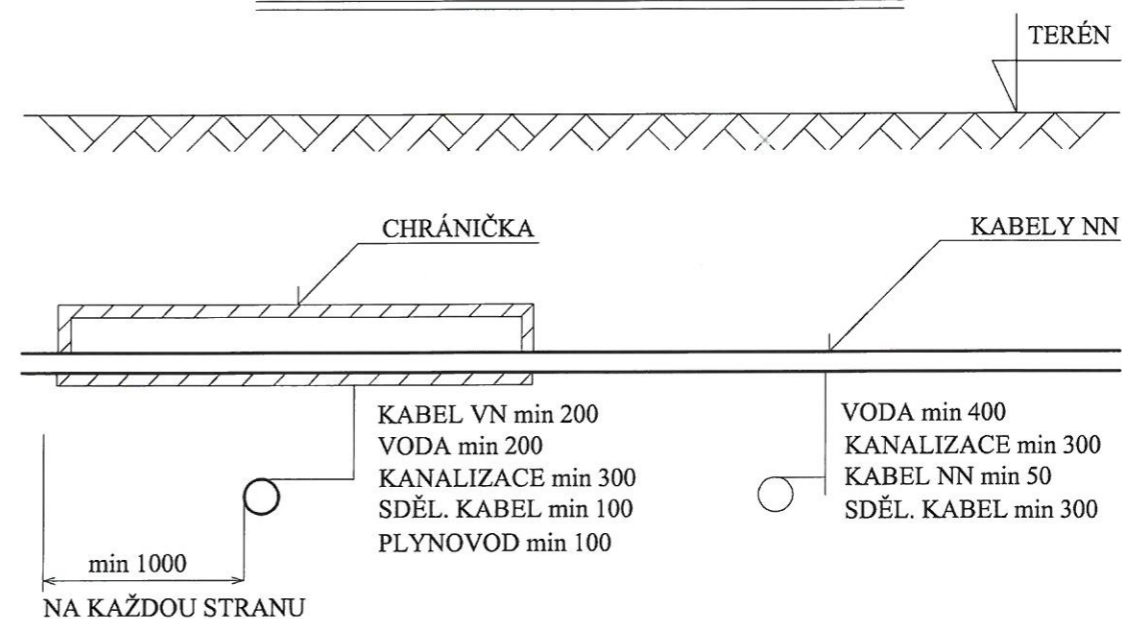 TERÉN
CHRÁNIČKA
KABELY NN
KABEL VN min 200
VODA min 200
KANALIZACE min 300
SDĚL. KABEL min 100
PLYNOVOD min 100
VODA min 400
KANALIZACE min 300
KABEL NN min 50
SDĚL. KABEL min 300
min 1000
NA KAŽDOU STRANU